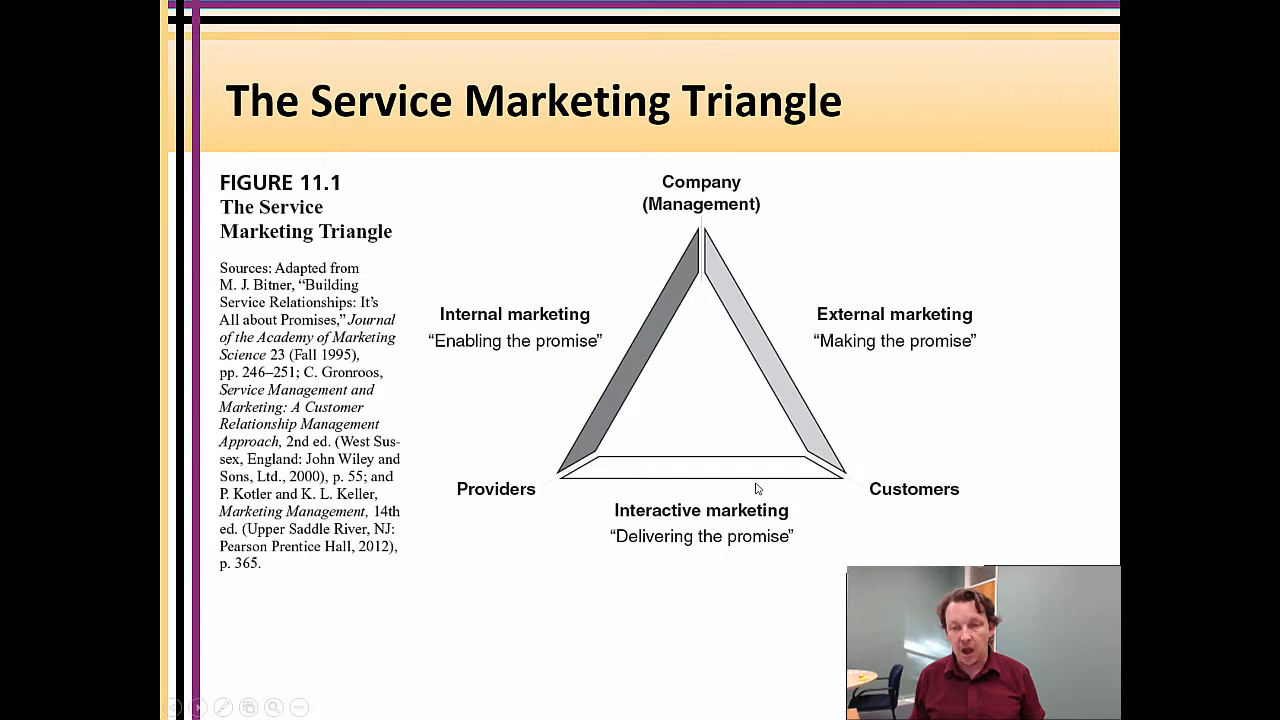 The Service Marketing Triangle
FIGURE 11.1
The Service
Marketing Triangle
Sources: Adapted from
M. J. Bitner, “Building
Service Relationships: It’s
All about Promises,” Journal
of the Academy of Marketing
Science 23 (Fall 1995),
pp. 246–251; C. Gronroos,
Service Management and
Marketing: A Customer
Relationship Management
Approach, 2nd ed. (West Sus-
sex, England: John Wiley and
Sons, Ltd., 2000), p. 55; and
P. Kotler and K. L. Keller,
Marketing Management, 14th
ed. (Upper Saddle River, NJ:
Pearson Prentice Hall, 2012),
p. 365.
Company
(Management)
Internal marketing
“Enabling the promise”
External marketing
“Making the promise”
Providers
Customers
Interactive marketing
“Delivering the promise”